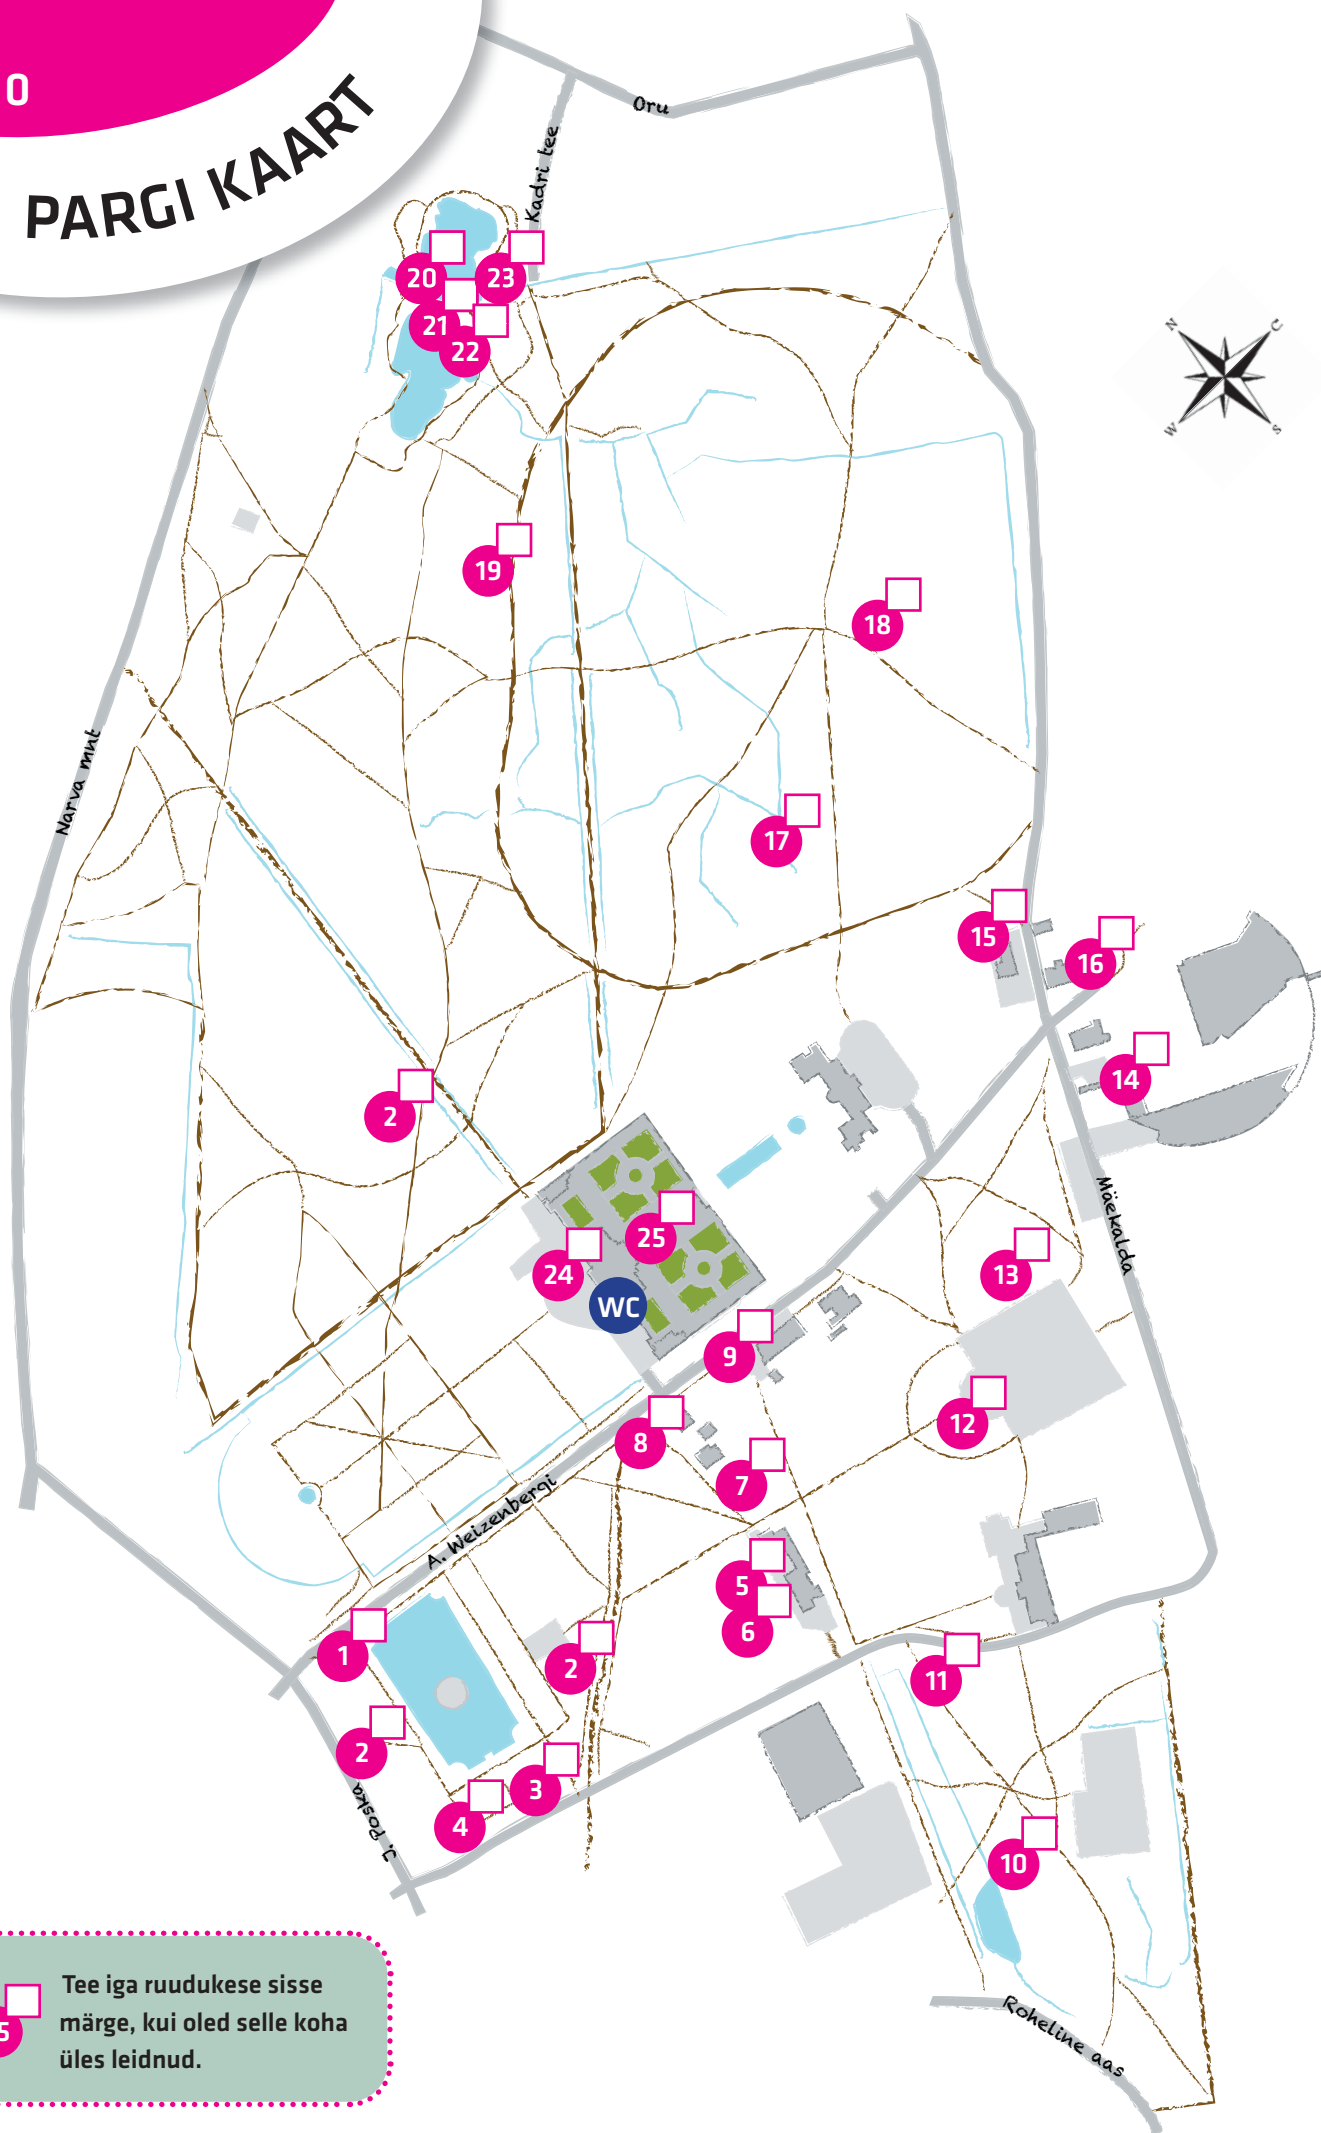 0
PARGI KAART
Oru
Kadri tee
20
23
21
22
N
C
W
S
19
18
Narva mnt
17
15
16
14
2
25
24
WC
13
Mäekalda
9
12
8
7
A. Weizenbergi
5
6
1
2
11
2
3
4
J. Poska
10
Roheline aas
5
Tee iga ruudukese sisse
märge, kui oled selle koha
üles leidnud.